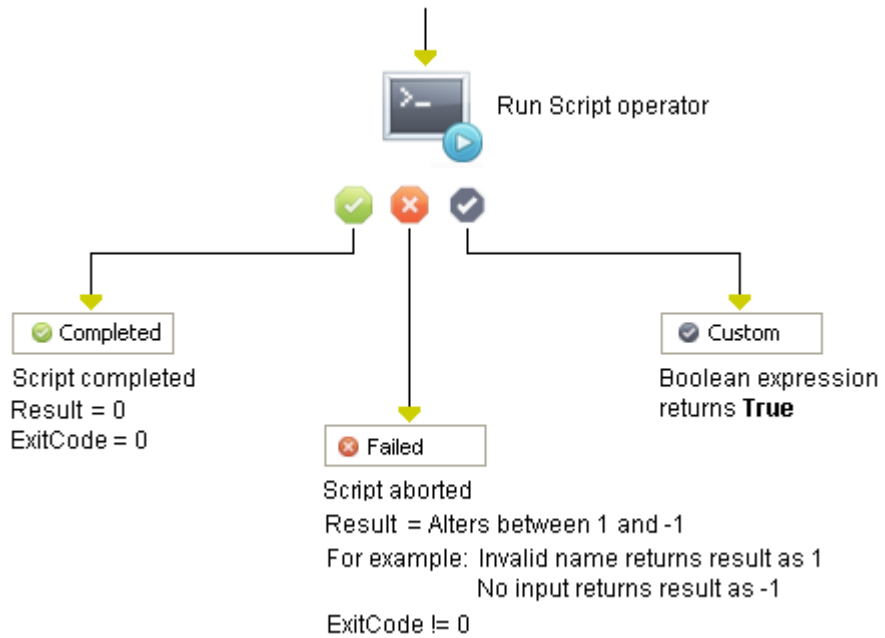 >_
Run Script operator
Completed
Script completed
Result = 0
ExitCode = 0
Failed
Script aborted
Result = Alters between 1 and -1
For example: Invalid name returns result as 1
No input returns result as -1
ExitCode != 0
Custom
Boolean expression
returns True